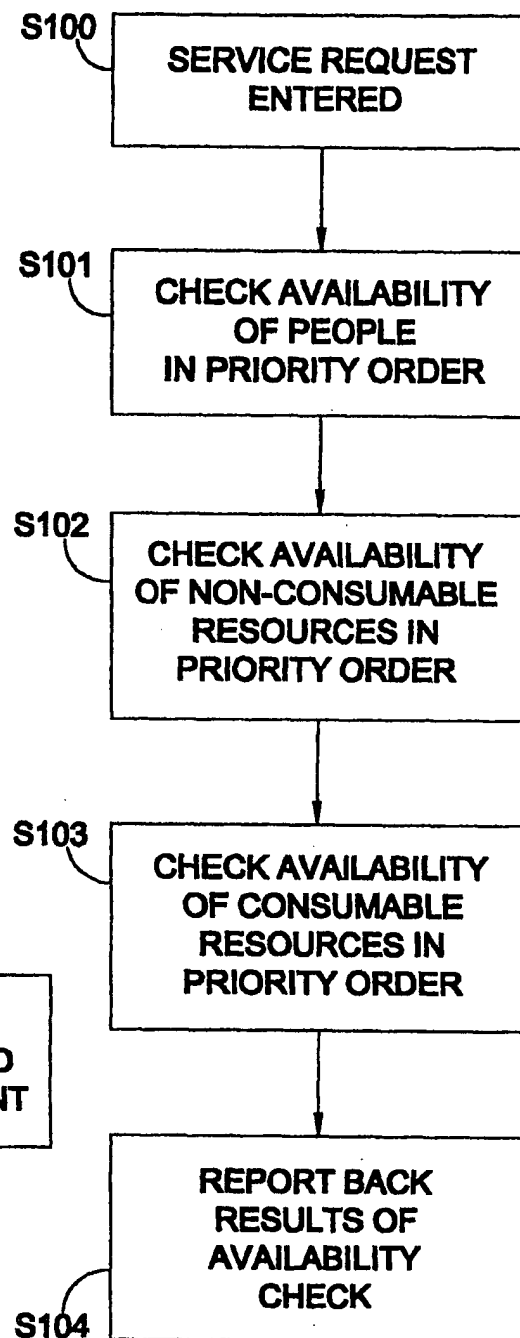 S100
SERVICE REQUEST
ENTERED
S101
CHECK AVAILABILITY
OF PEOPLE
IN PRIORITY ORDER
S102
CHECK AVAILABILITY
OF NON-CONSUMABLE
RESOURCES IN
PRIORITY ORDER
S103
CHECK AVAILABILITY
OF CONSUMABLE
RESOURCES IN
PRIORITY ORDER
REPORT BACK
RESULTS OF
AVAILABILITY
CHECK
S104